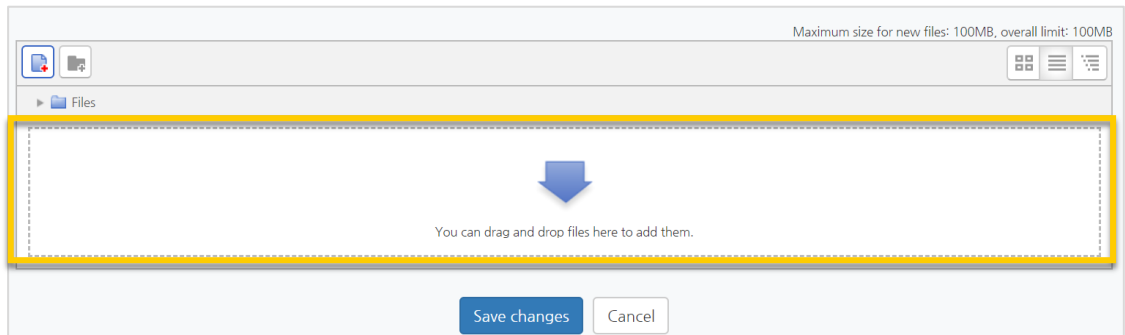 Maximum size for new files: 100MB, overall limit: 100MB
Files
You can drag and drop files here to add them.
Save changes Cancel